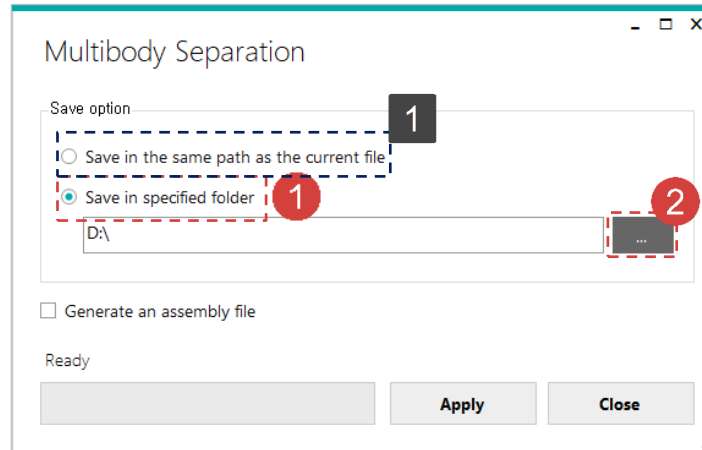 Multibody Separation
Save option
1
Save in the same path as the current file
Save in specified folder
1
2
D:\
...
Generate an assembly file
Ready
Apply
Close